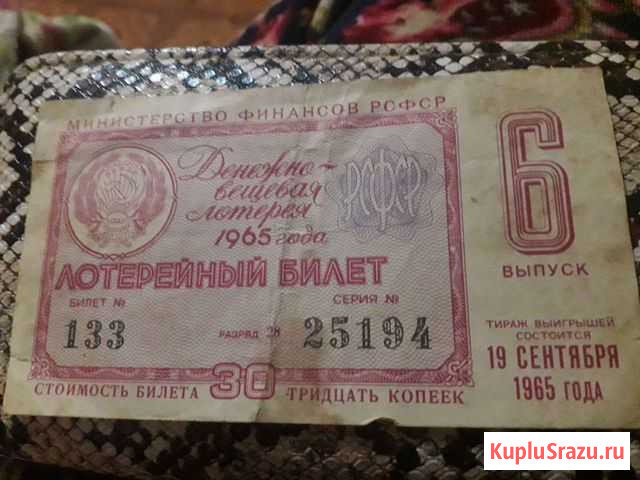 МИНИСТЕРСТВО ФИНАНСОВ РСФСР
Денежно-
вещевая
лотерея
1965 года
РСФСР
ЛОТЕРЕЙНЫЙ БИЛЕТ
БИЛЕТ №
СЕРИЯ №
133
РАЗРЯД 28
25194
СТОИМОСТЬ БИЛЕТА 30 ТРИДЦАТЬ КОПЕЕК
6
ВЫПУСК
ТИРАЖ ВЫИГРЫШЕЙ
СОСТОИТСЯ
19 СЕНТЯБРЯ
1965 ГОДА
KupluSrazu.ru